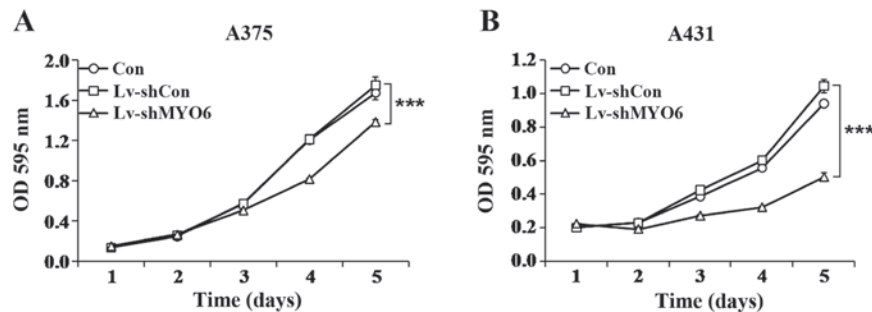 A
A375
OD 595 nm
2.0
1.6
1.2
0.8
0.4
0.0
Con
Lv-shCon
Lv-shMYO6
***
1 2 3 4 5
Time (days)
B
A431
OD 595 nm
1.2
1.0
0.8
0.6
0.4
0.2
0.0
Con
Lv-shCon
Lv-shMYO6
***
1 2 3 4 5
Time (days)